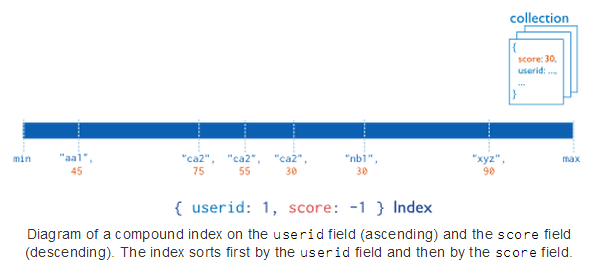 collection
{
score: 30,
userid: ...,
...
}
min "aa1", "ca2", "ca2", "ca2", "nb1", "xyz", max
45 75 55 30 30 90
{ userid: 1, score: -1 } Index
Diagram of a compound index on the userid field (ascending) and the score field
(descending). The index sorts first by the userid field and then by the score field.